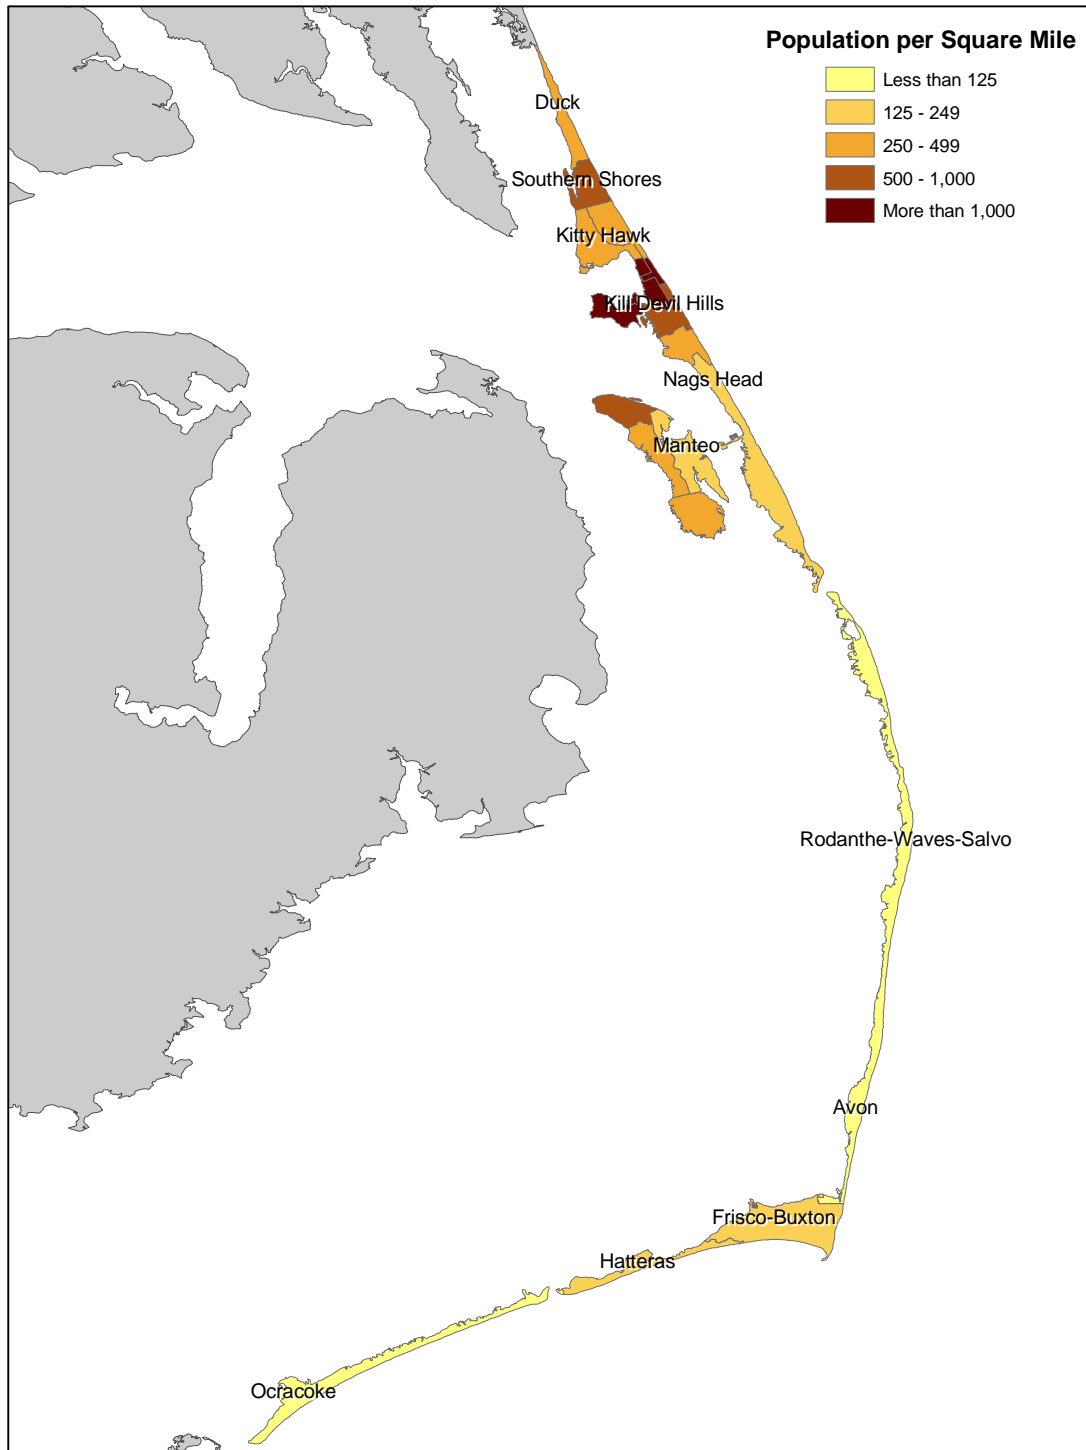 Population per Square Mile
Less than 125
125 - 249
250 - 499
500 - 1,000
More than 1,000
Duck
Southern Shores
Kitty Hawk
Kill Devil Hills
Nags Head
Manteo
Rodanthe-Waves-Salvo
Avon
Frisco-Buxton
Hatteras
Ocracoke